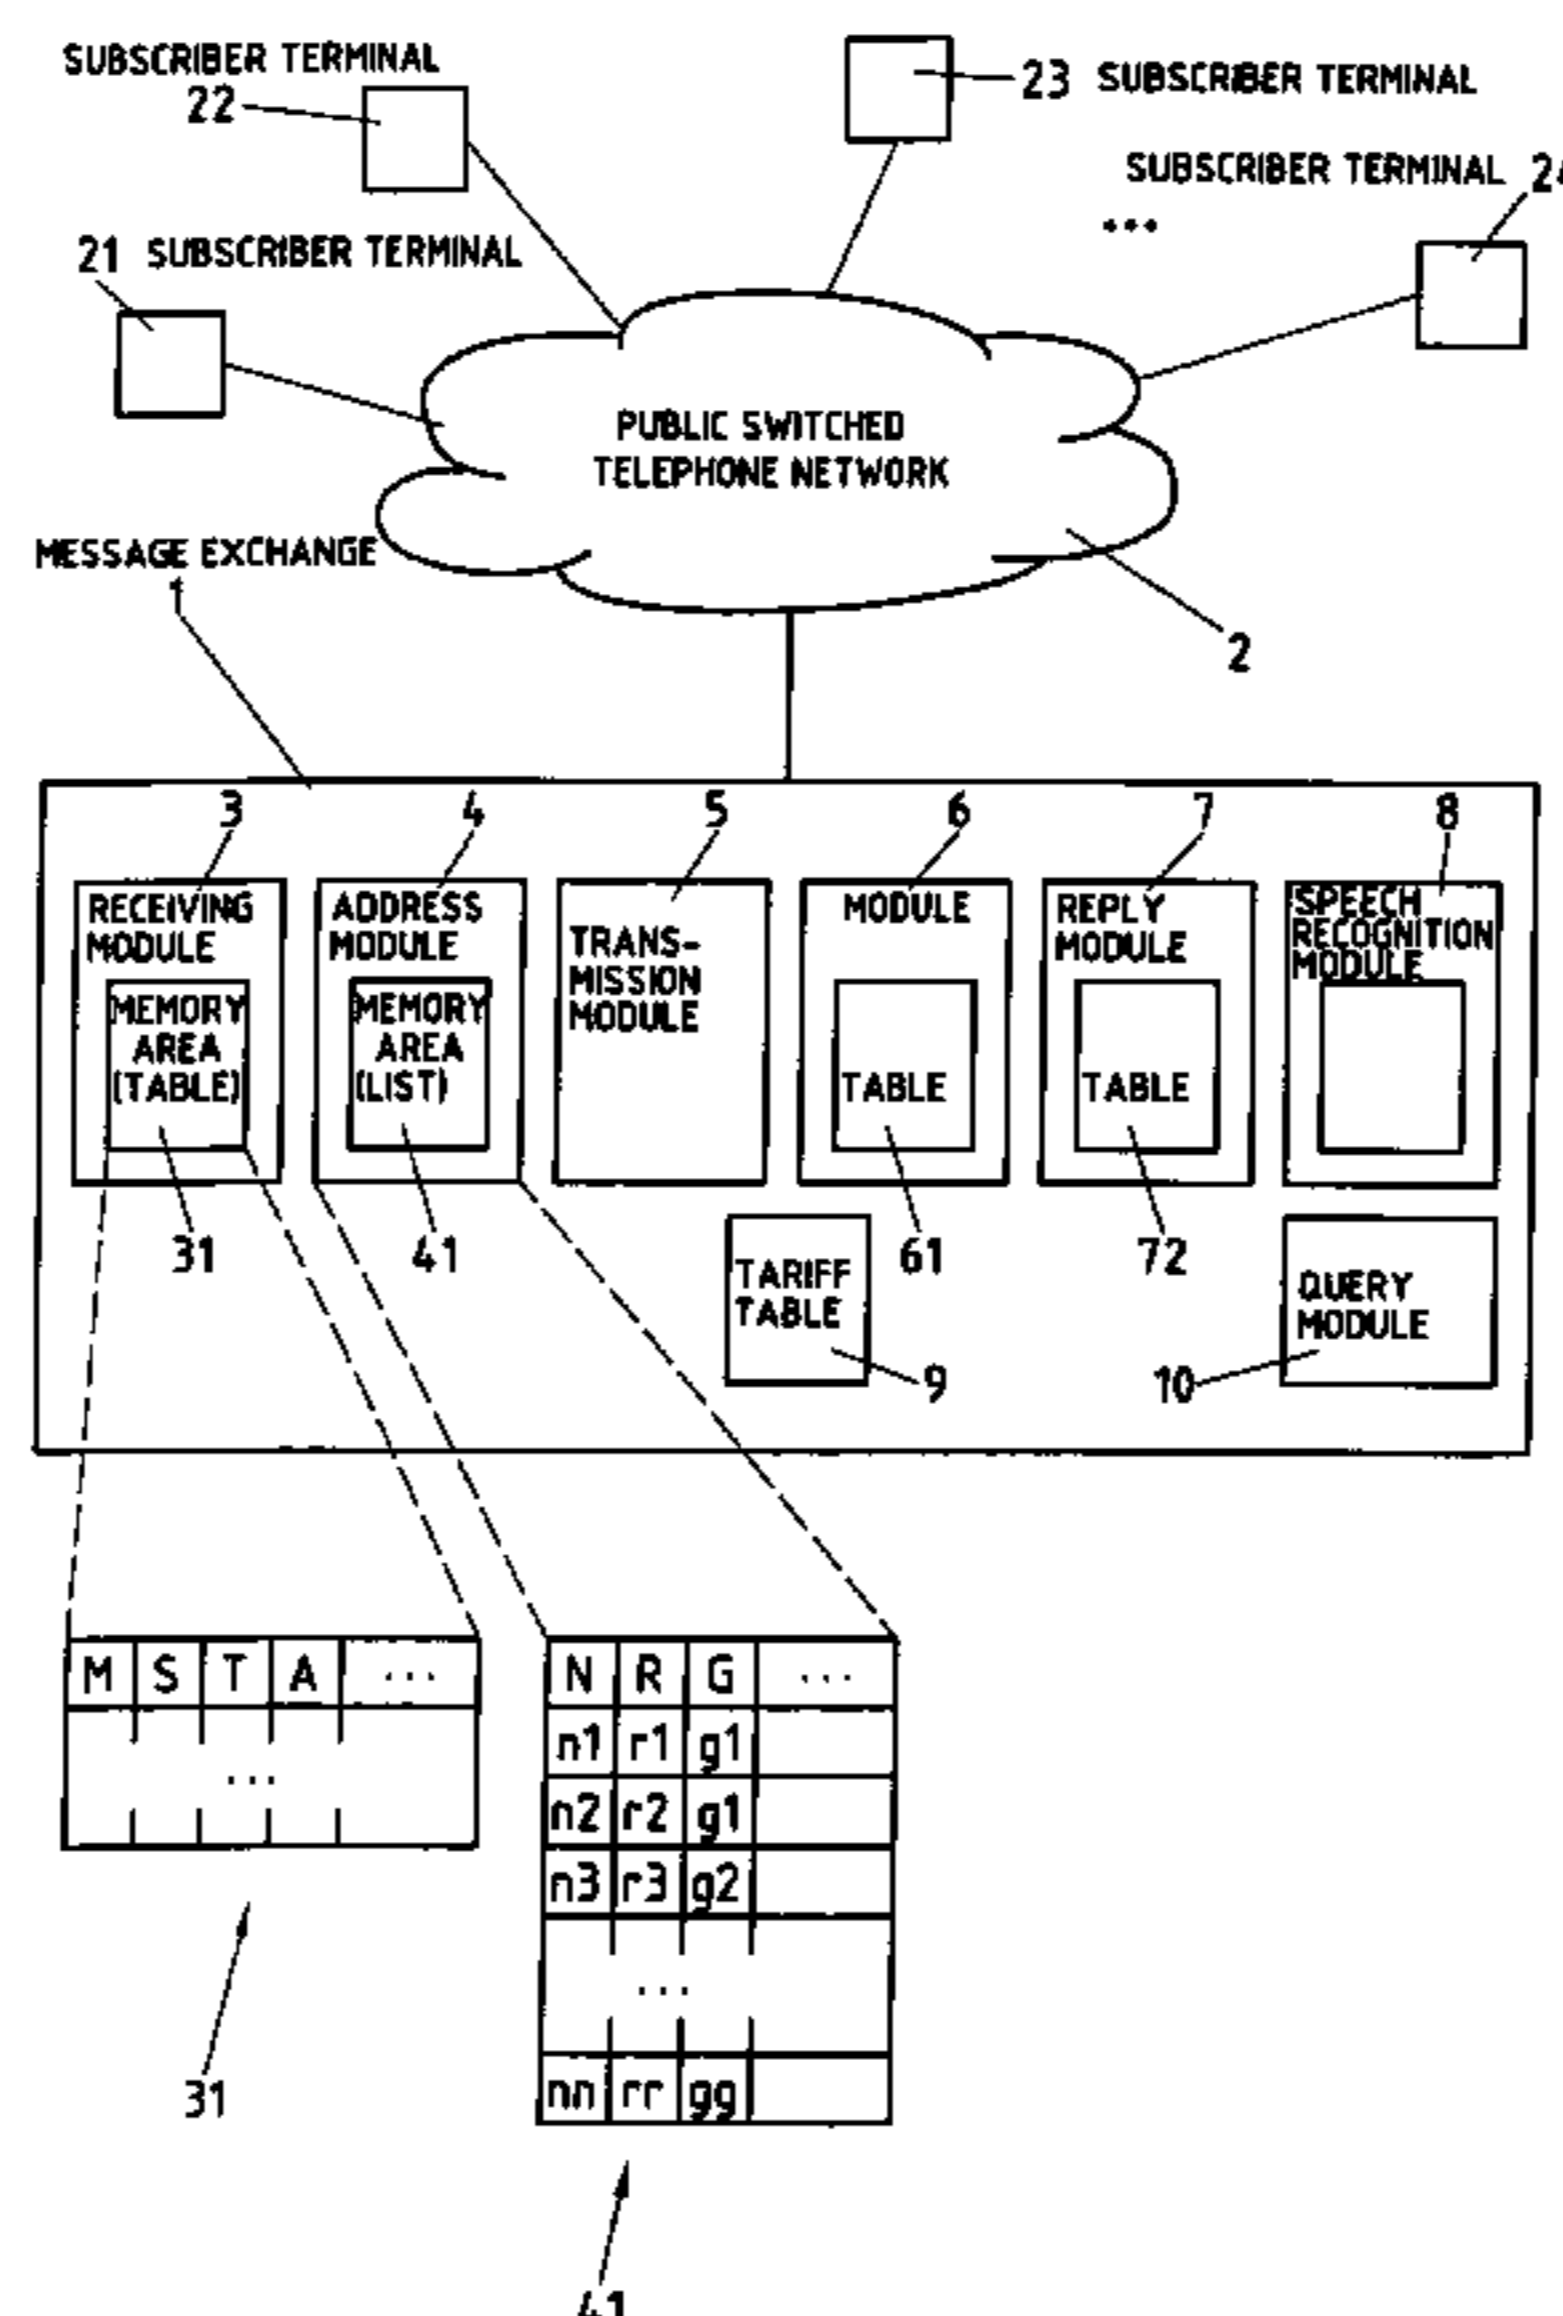 SUBSCRIBER TERMINAL
22
23 SUBSCRIBER TERMINAL
SUBSCRIBER TERMINAL 24
...
21 SUBSCRIBER TERMINAL
PUBLIC SWITCHED
TELEPHONE NETWORK
MESSAGE EXCHANGE
1
2
3 4 5 6 7 8
RECEIVING
MODULE
MEMORY
AREA
(TABLE)
31
ADDRESS
MODULE
MEMORY
AREA
(LIST)
41
TRANS-
MISSION
MODULE
MODULE
TABLE
61
REPLY
MODULE
TABLE
72
SPEECH
RECOGNITION
MODULE
TARIFF
TABLE
9
QUERY
MODULE
10
M S T A ...
...
31
N R G ...
n1 r1 g1
n2 r2 g1
n3 r3 g2
...
nn rr gg
41